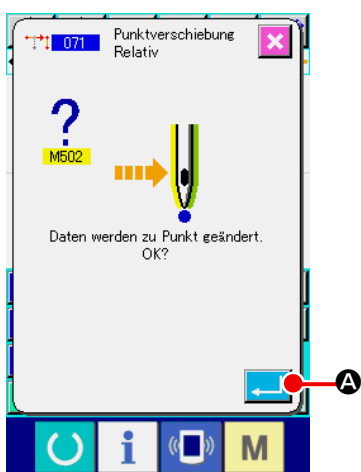 071
Punktverschiebung
Relativ
?
M502
Daten werden zu Punkt geändert.
OK?
A
i
M